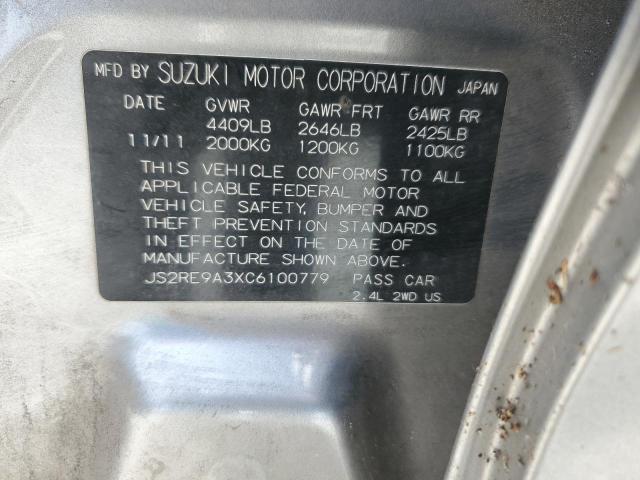 MFD BY SUZUKI MOTOR CORPORATION JAPAN
DATE GVWR GAWR FRT GAWR RR
4409LB 2646LB 2425LB
11/11 2000KG 1200KG 1100KG
THIS VEHICLE CONFORMS TO ALL
APPLICABLE FEDERAL MOTOR
VEHICLE SAFETY, BUMPER AND
THEFT PREVENTION STANDARDS
IN EFFECT ON THE DATE OF
MANUFACTURE SHOWN ABOVE.
JS2RE9A3XC6100779 PASS CAR
2.4L 2WD US